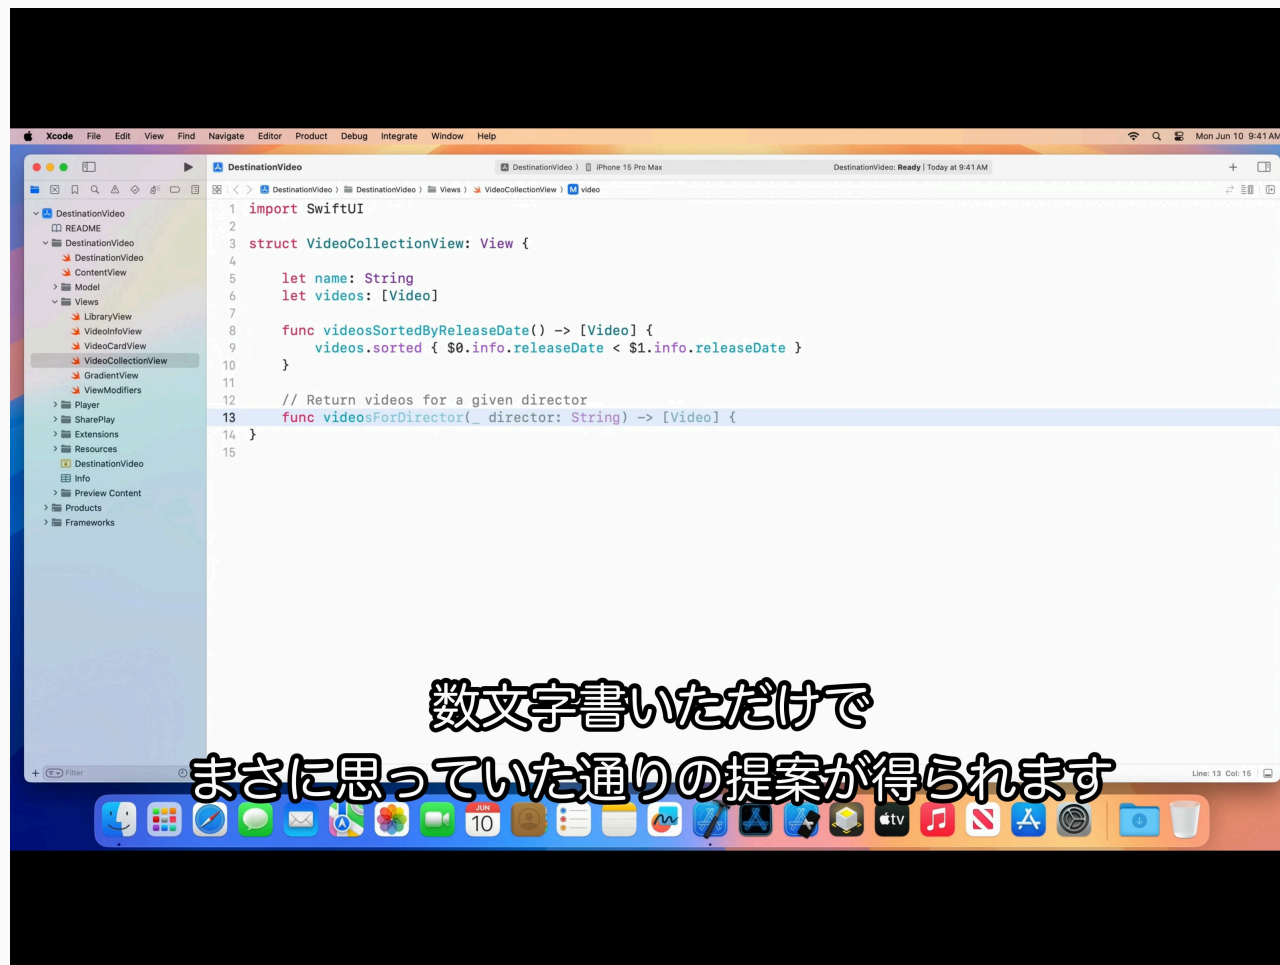 Xcode File Edit View Find Navigate Editor Product Debug Integrate Window Help
Mon Jun 10 9:41 AM
DestinationVideo
DestinationVideo 〉 iPhone 15 Pro Max
DestinationVideo: Ready | Today at 9:41 AM
DestinationVideo 〉 DestinationVideo 〉 Views 〉 VideoCollectionView 〉 M video
DestinationVideo
README
DestinationVideo
DestinationVideo
ContentView
Model
Views
LibraryView
VideoInfoView
VideoCardView
VideoCollectionView
GradientView
ViewModifiers
Player
SharePlay
Extensions
Resources
DestinationVideo
Info
Preview Content
Products
Frameworks
Filter
1 import SwiftUI
2
3 struct VideoCollectionView: View {
4
5 let name: String
6 let videos: [Video]
7
8 func videosSortedByReleaseDate() -> [Video] {
9 videos.sorted { $0.info.releaseDate < $1.info.releaseDate }
10 }
11
12 // Return videos for a given director
13 func videosForDirector(_ director: String) -> [Video] {
14 }
15
数文字書いただけで
まさに思っていた通りの提案が得られます
Line: 13 Col: 15
JUN
10
tv